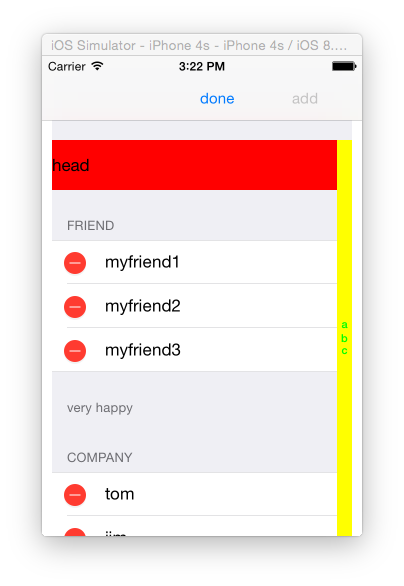 iOS Simulator - iPhone 4s - iPhone 4s / iOS 8....
Carrier 3:22 PM
done add
head
FRIEND
myfriend1
myfriend2
myfriend3
a
b
c
very happy
COMPANY
tom
jim